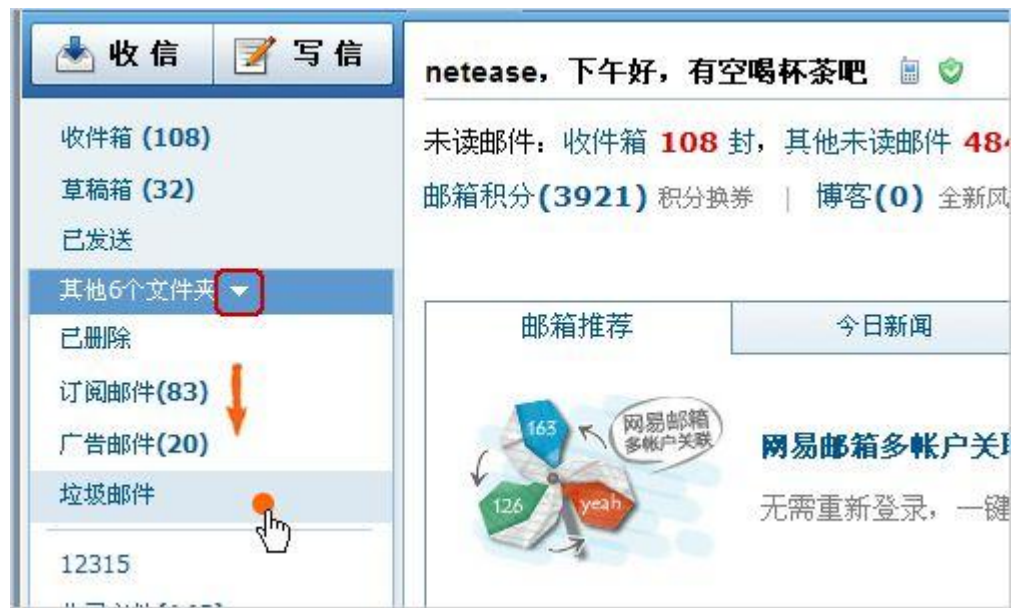 收信 写信
收件箱 (108)
草稿箱 (32)
已发送
其他6个文件夹
已删除
订阅邮件(83)
广告邮件(20)
垃圾邮件
12315
netease，下午好，有空喝杯茶吧
未读邮件：收件箱 108 封，其他未读邮件 484
邮箱积分(3921) 积分换券 | 博客(0) 全新风
邮箱推荐 今日新闻
163
网易邮箱
多帐户关联
126
yeah
网易邮箱多帐户关联
无需重新登录，一键